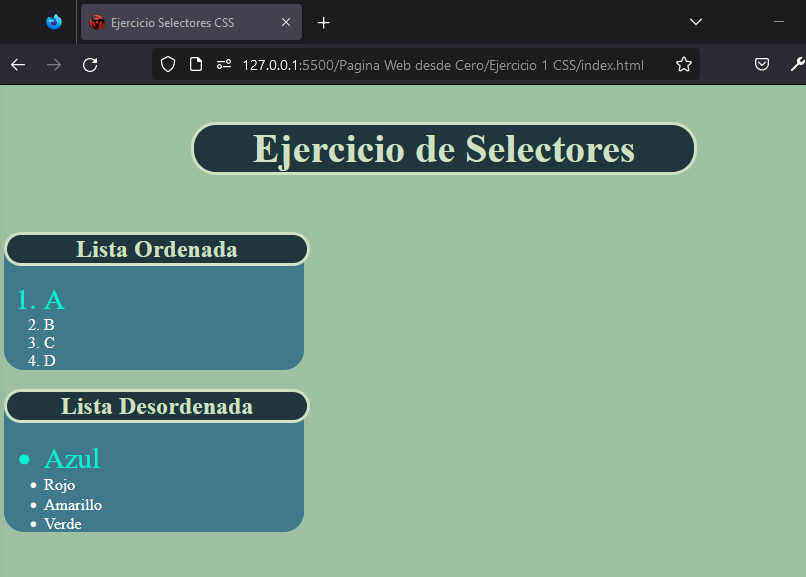 Ejercicio Selectores CSS
127.0.0.1:5500/Pagina Web desde Cero/Ejercicio 1 CSS/index.html
Ejercicio de Selectores
Lista Ordenada
1. A
2. B
3. C
4. D
Lista Desordenada
• Azul
• Rojo
• Amarillo
• Verde